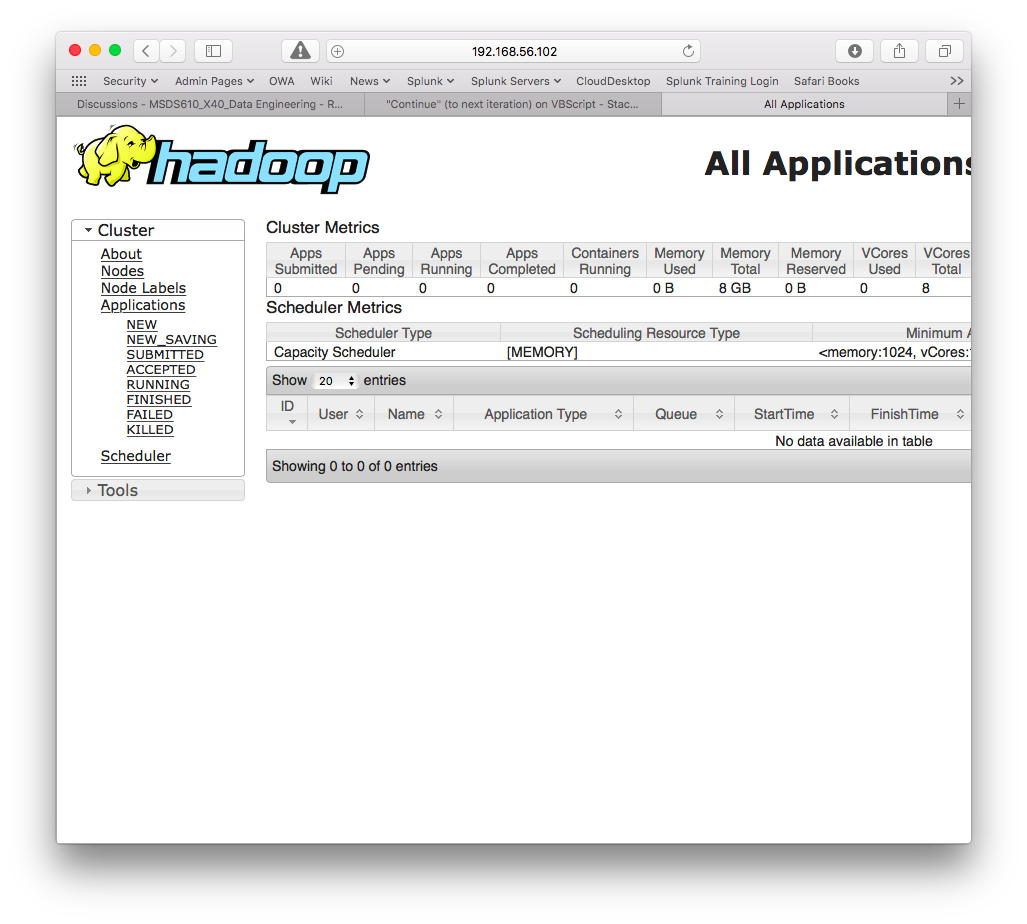 192.168.56.102
Security Admin Pages OWA Wiki News Splunk Splunk Servers CloudDesktop Splunk Training Login Safari Books
Discussions - MSDS610_X40_Data Engineering - R... "Continue" (to next iteration) on VBScript - Stac... All Applications
hadoop
All Applications
Cluster
About
Nodes
Node Labels
Applications
NEW
NEW_SAVING
SUBMITTED
ACCEPTED
RUNNING
FINISHED
FAILED
KILLED
Scheduler
Tools
Cluster Metrics
Apps Submitted Apps Pending Apps Running Apps Completed Containers Running Memory Used Memory Total Memory Reserved VCores Used VCores Total
0 0 0 0 0 0 B 8 GB 0 B 0 8
Scheduler Metrics
Scheduler Type Scheduling Resource Type Minimum A
Capacity Scheduler [MEMORY] <memory:1024, vCores:
Show 20 entries
ID User Name Application Type Queue StartTime FinishTime
No data available in table
Showing 0 to 0 of 0 entries